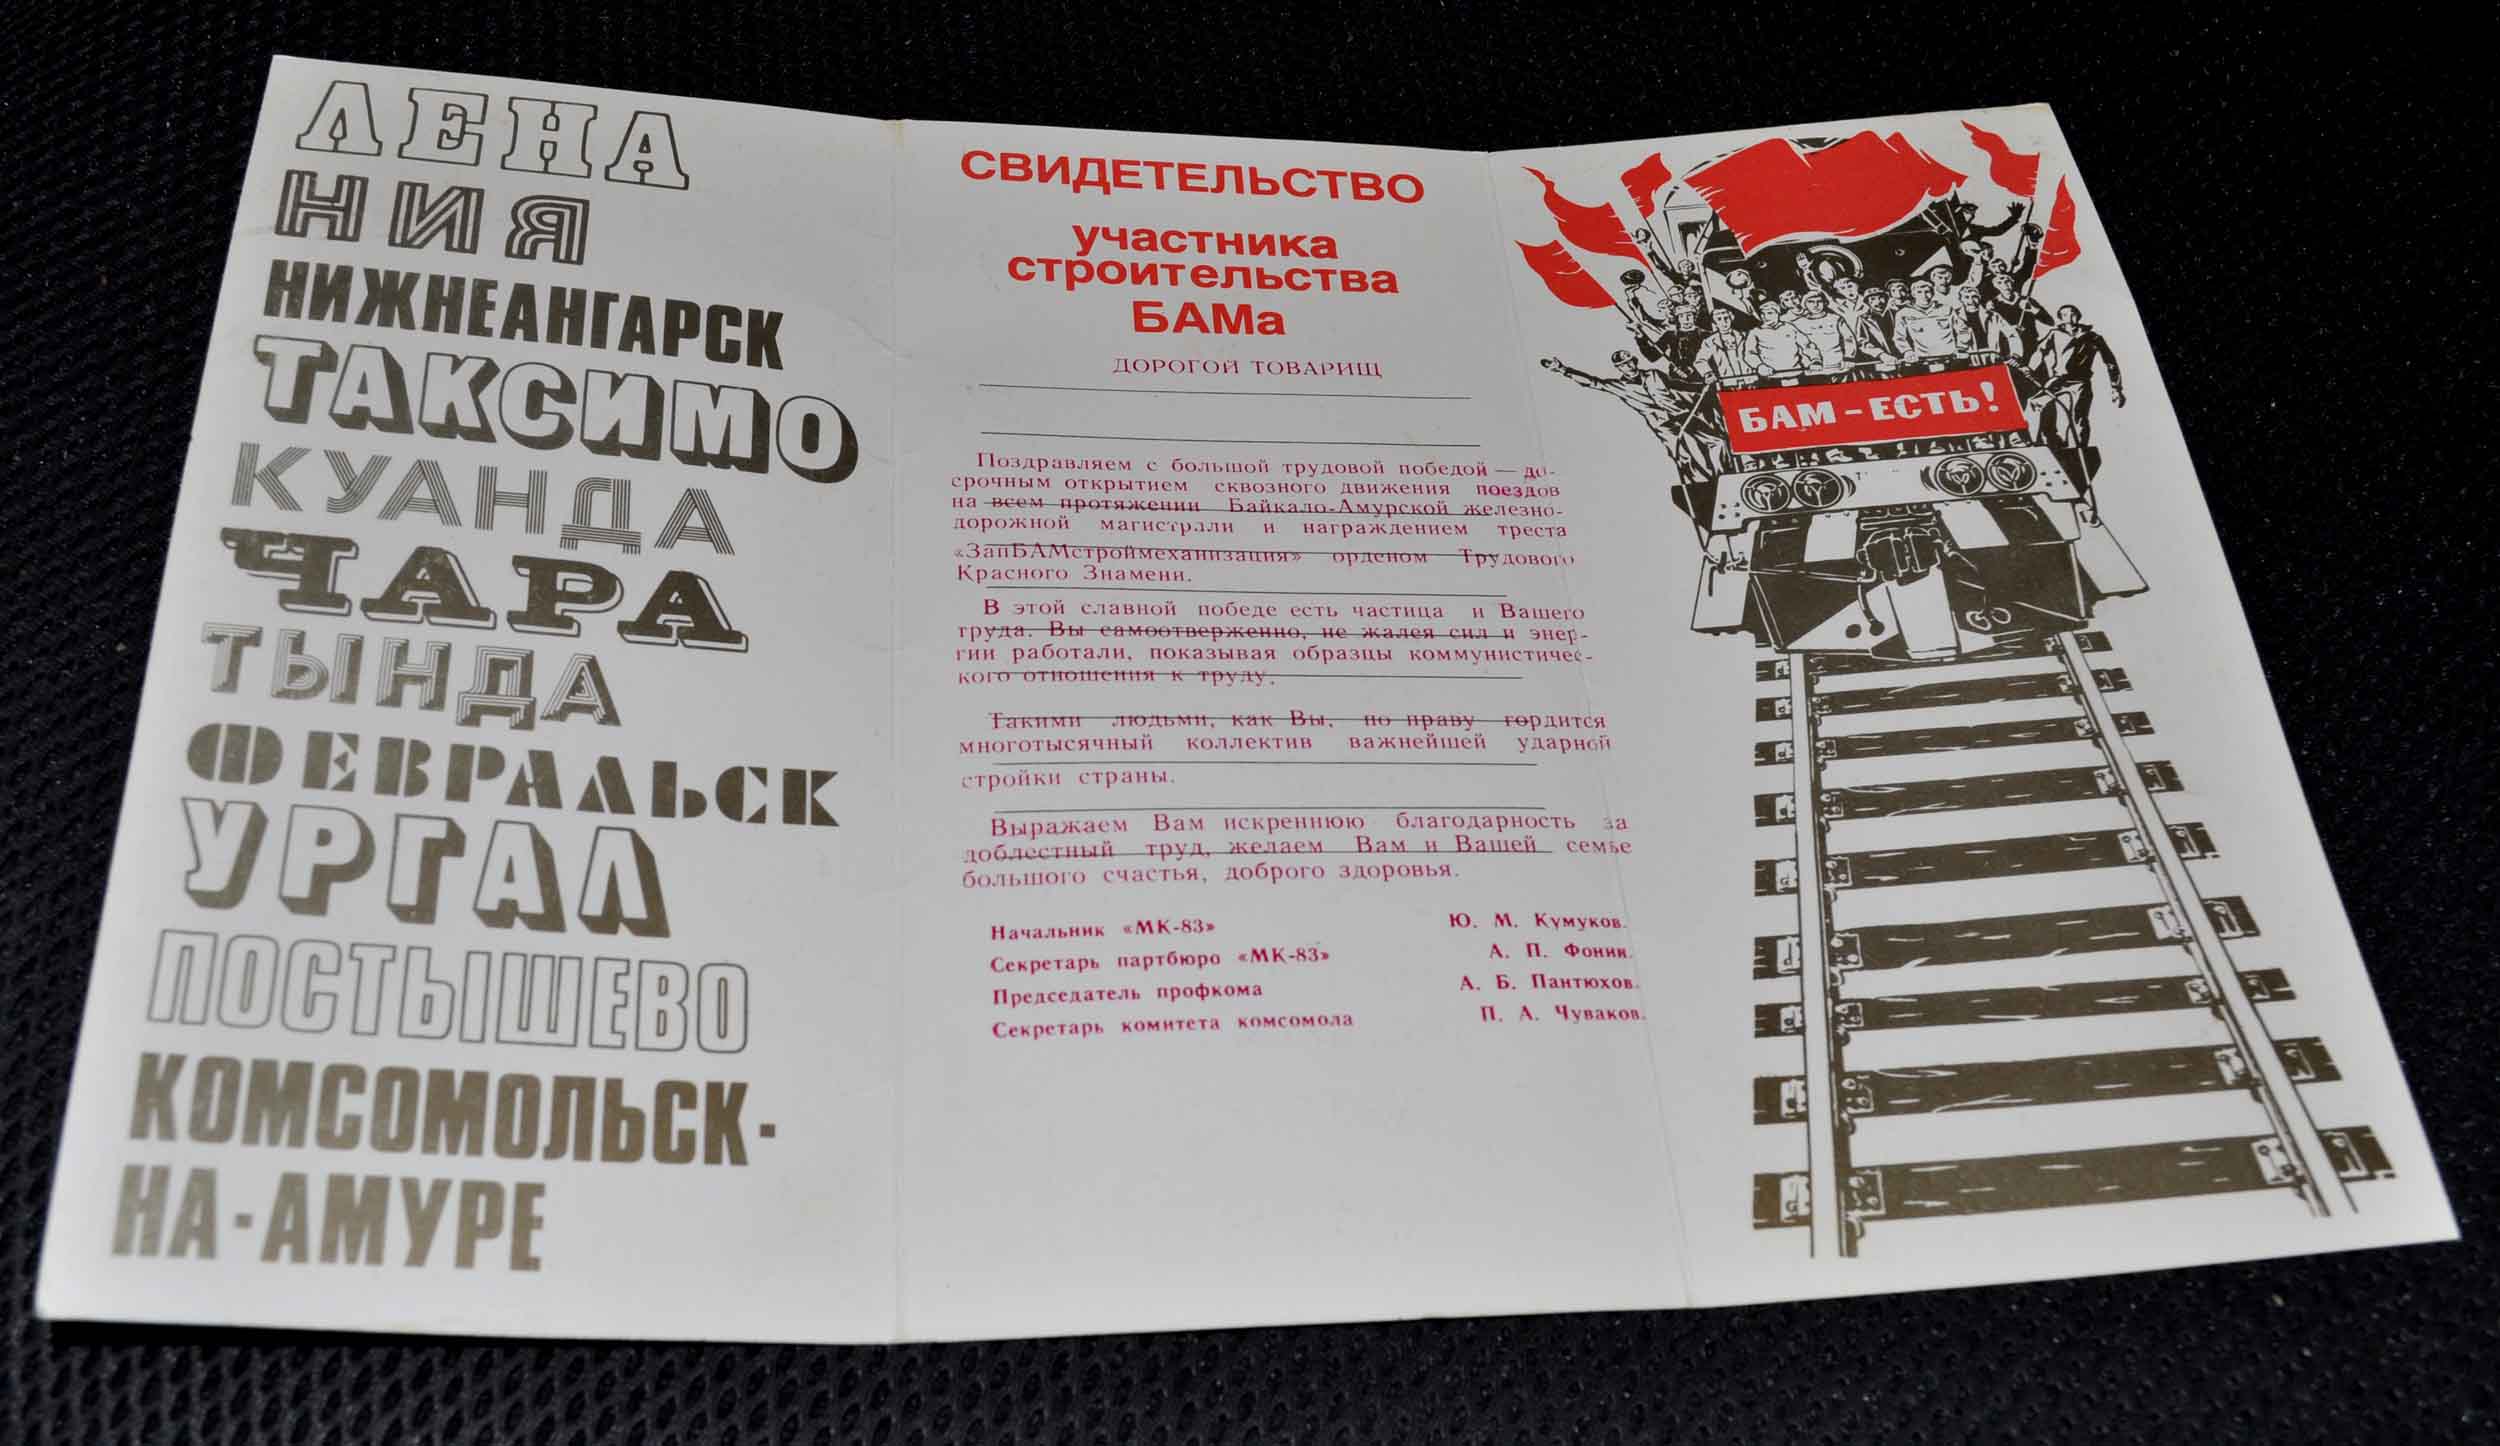 ЛЕНА
НИЯ
НИЖНЕАНГАРСК
ТАКСИМО
КУАНДА
ЧАРА
ТЫНДА
ФЕВРАЛЬСК
УРГАЛ
ПОСТЫШЕВО
КОМСОМОЛЬСК-
НА-АМУРЕ
СВИДЕТЕЛЬСТВО
участника
строительства
БАМа
ДОРОГОЙ ТОВАРИЩ
Поздравляем с большой трудовой победой — до-
срочным открытием сквозного движения поездов
на всем протяжении Байкало-Амурской железно-
дорожной магистрали и награждением треста
«ЗапБАМстроймеханизация» орденом Трудового
Красного Знамени.
В этой славной победе есть частица и Вашего
труда. Вы самоотверженно, не жалея сил и энер-
гии работали, показывая образцы коммунистичес-
кого отношения к труду.
Такими людьми, как Вы, по праву гордится
многотысячный коллектив важнейшей ударной
стройки страны.
Выражаем Вам искреннюю благодарность за
доблестный труд, желаем Вам и Вашей семье
большого счастья, доброго здоровья.
Начальник «МК-83» Ю. М. Кумуков.
Секретарь партбюро «МК-83» А. П. Фонин.
Председатель профкома А. Б. Пантюхов.
Секретарь комитета комсомола П. А. Чуваков.
БАМ – ЕСТЬ!